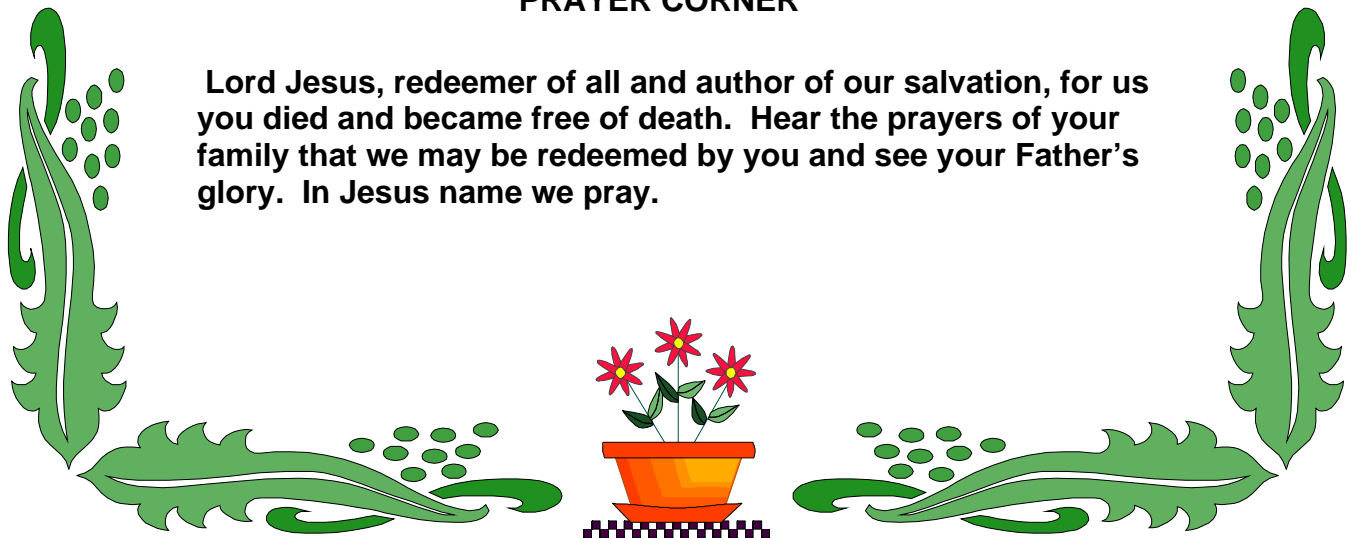 PRAYER CORNER
Lord Jesus, redeemer of all and author of our salvation, for us
you died and became free of death.  Hear the prayers of your
family that we may be redeemed by you and see your Father's
glory.  In Jesus name we pray.